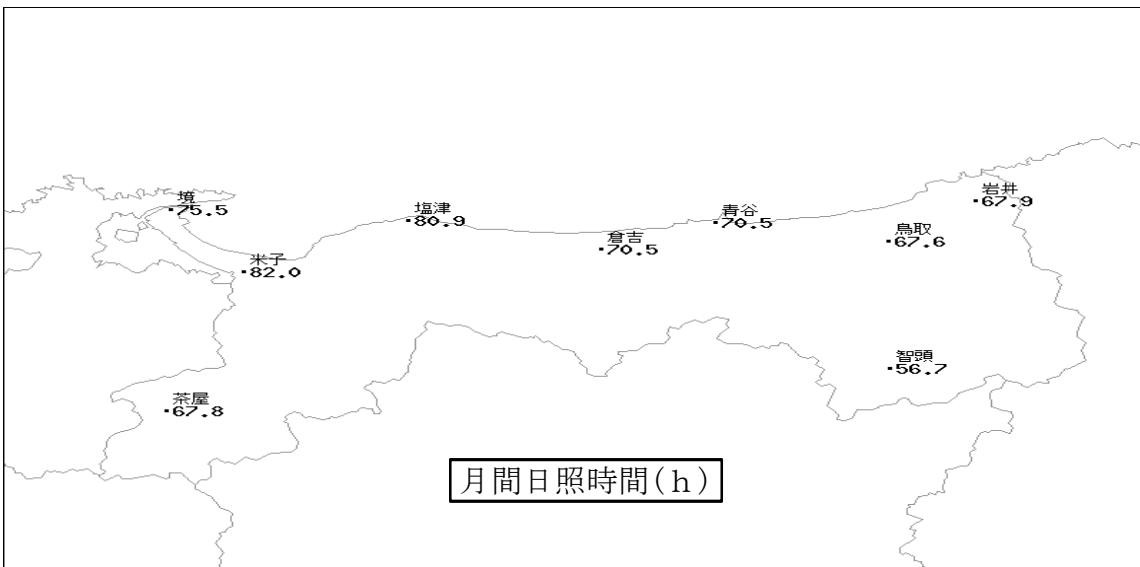 岩井
・67.9
境
・75.5
塩津
・80.9
青谷
・70.5
鳥取
・67.6
倉吉
・70.5
米子
・82.0
智頭
・56.7
茶屋
・67.8
月間日照時間(ｈ)